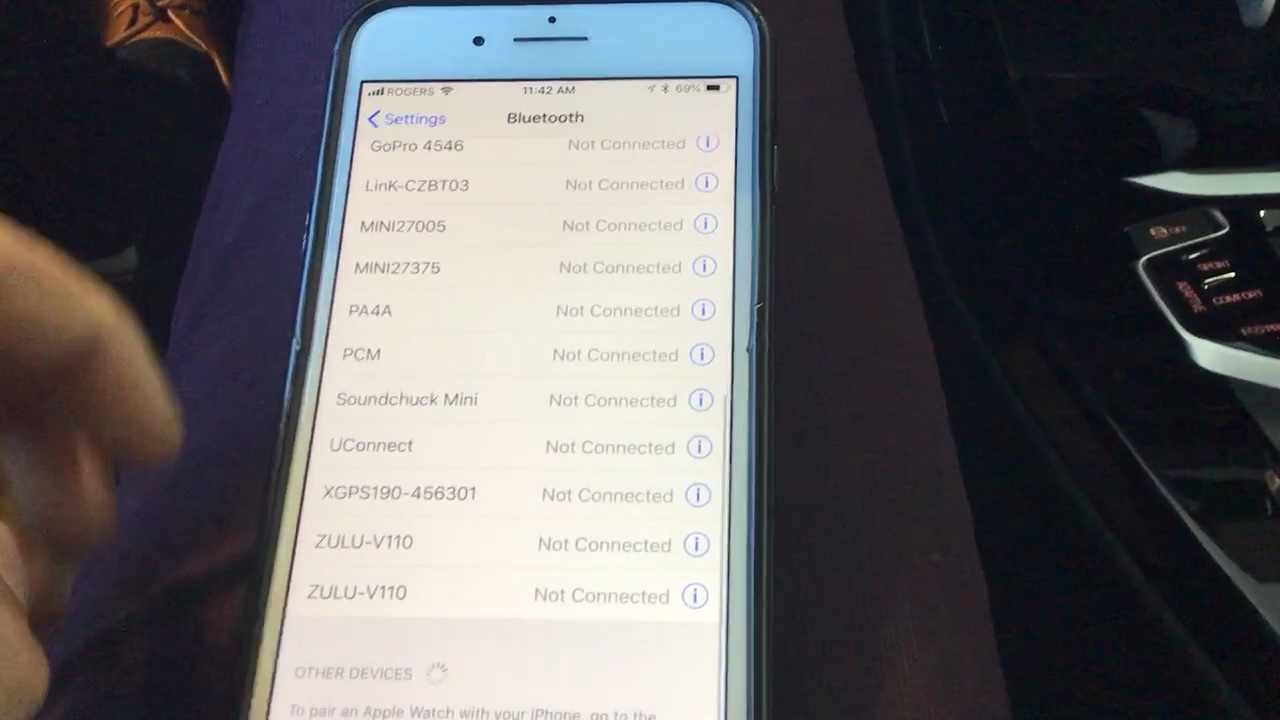 ROGERS 11:42 AM 69%
Settings Bluetooth
GoPro 4546 Not Connected
LinK-CZBT03 Not Connected
MINI27005 Not Connected
MINI27375 Not Connected
PA4A Not Connected
PCM Not Connected
Soundchuck Mini Not Connected
UConnect Not Connected
XGPS190-456301 Not Connected
ZULU-V110 Not Connected
ZULU-V110 Not Connected
OTHER DEVICES
To pair an Apple Watch with your iPhone, go to the
OFF
SPORT
COMFORT